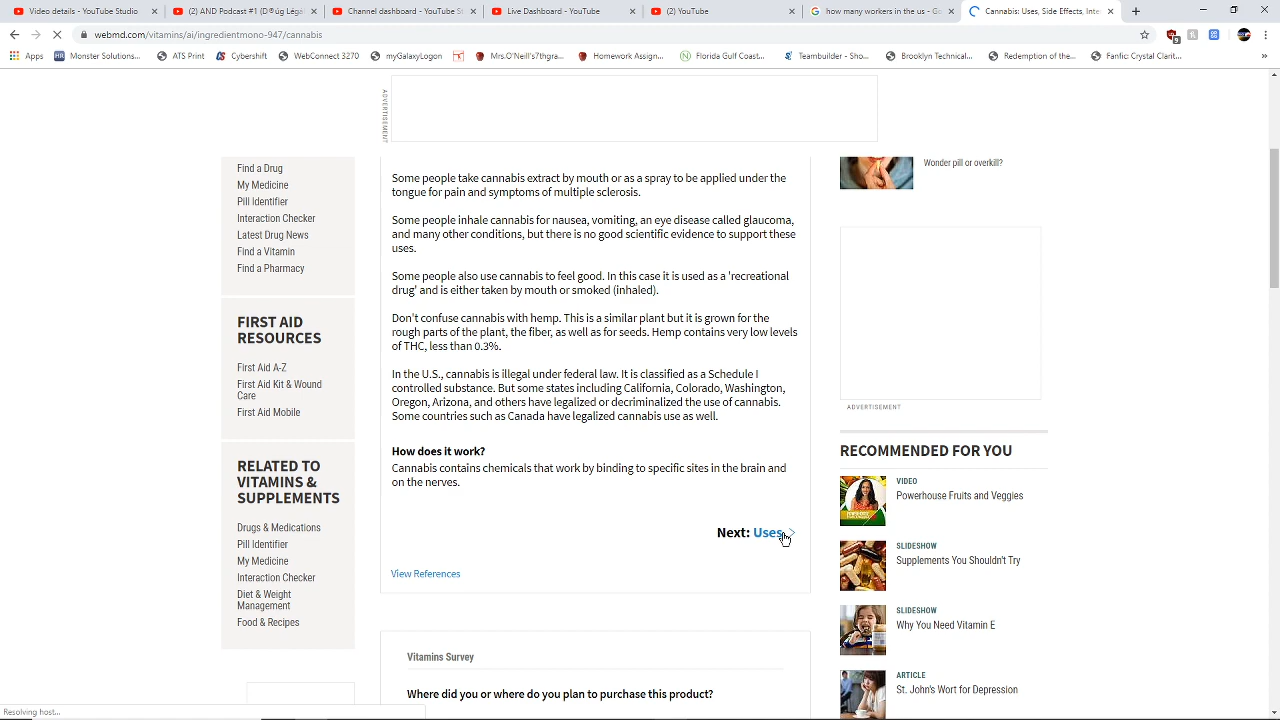 Video details - YouTube Studio
(2) AND Podcast #1 (D®ug Légal
Channel dashboard - YouTube St
Live Dashboard - YouTube
(2) YouTube
how many workers in the us - Go
Cannabis: Uses, Side Effects, Inte
webmd.com/vitamins/ai/ingredientmono-947/cannabis
9
Apps
HR Monster Solutions...
ATS Print
Cybershift
WebConnect 3270
myGalaxyLogon
Mrs.O'Neill's7thgra...
Homework Assign...
Florida Gulf Coast...
Teambuilder - Sho...
Brooklyn Technical...
Redemption of the...
Fanfic: Crystal Clarit...
»
ADVERTISEMENT
Find a Drug
My Medicine
Pill Identifier
Interaction Checker
Latest Drug News
Find a Vitamin
Find a Pharmacy
FIRST AID
RESOURCES
First Aid A-Z
First Aid Kit & Wound
Care
First Aid Mobile
RELATED TO
VITAMINS &
SUPPLEMENTS
Drugs & Medications
Pill Identifier
My Medicine
Interaction Checker
Diet & Weight
Management
Food & Recipes
Some people take cannabis extract by mouth or as a spray to be applied under the
tongue for pain and symptoms of multiple sclerosis.
Some people inhale cannabis for nausea, vomiting, an eye disease called glaucoma,
and many other conditions, but there is no good scientific evidence to support these
uses.
Some people also use cannabis to feel good. In this case it is used as a 'recreational
drug' and is either taken by mouth or smoked (inhaled).
Don't confuse cannabis with hemp. This is a similar plant but it is grown for the
rough parts of the plant, the fiber, as well as for seeds. Hemp contains very low levels
of THC, less than 0.3%.
In the U.S., cannabis is illegal under federal law. It is classified as a Schedule I
controlled substance. But some states including California, Colorado, Washington,
Oregon, Arizona, and others have legalized or decriminalized the use of cannabis.
Some countries such as Canada have legalized cannabis use as well.
How does it work?
Cannabis contains chemicals that work by binding to specific sites in the brain and
on the nerves.
Next: Uses >
View References
Vitamins Survey
Where did you or where do you plan to purchase this product?
Wonder pill or overkill?
ADVERTISEMENT
RECOMMENDED FOR YOU
VIDEO
Powerhouse Fruits and Veggies
SLIDESHOW
Supplements You Shouldn't Try
SLIDESHOW
Why You Need Vitamin E
ARTICLE
St. John's Wort for Depression
Resolving host...